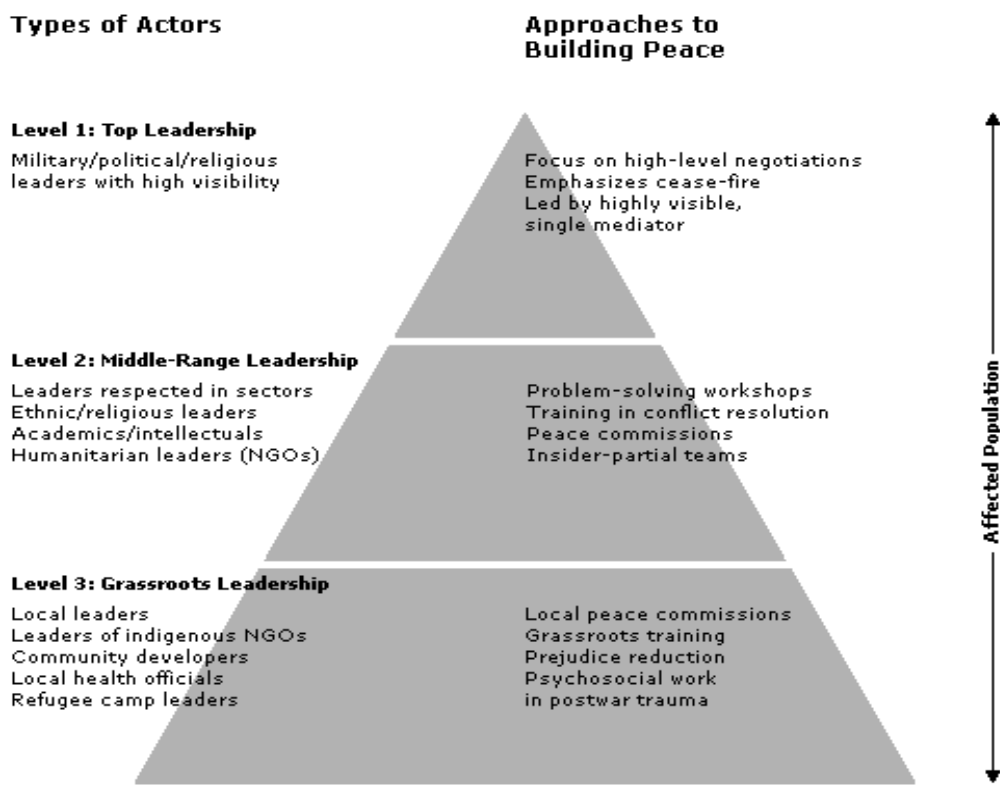 Types of Actors
Approaches to
Building Peace
Level 1: Top Leadership
Military/political/religious
leaders with high visibility
Focus on high-level negotiations
Emphasizes cease-fire
Led by highly visible,
single mediator
Level 2: Middle-Range Leadership
Leaders respected in sectors
Ethnic/religious leaders
Academics/intellectuals
Humanitarian leaders (NGOs)
Problem-solving workshops
Training in conflict resolution
Peace commissions
Insider-partial teams
Level 3: Grassroots Leadership
Local leaders
Leaders of indigenous NGOs
Community developers
Local health officials
Refugee camp leaders
Local peace commissions
Grassroots training
Prejudice reduction
Psychosocial work
in postwar trauma
Affected Population